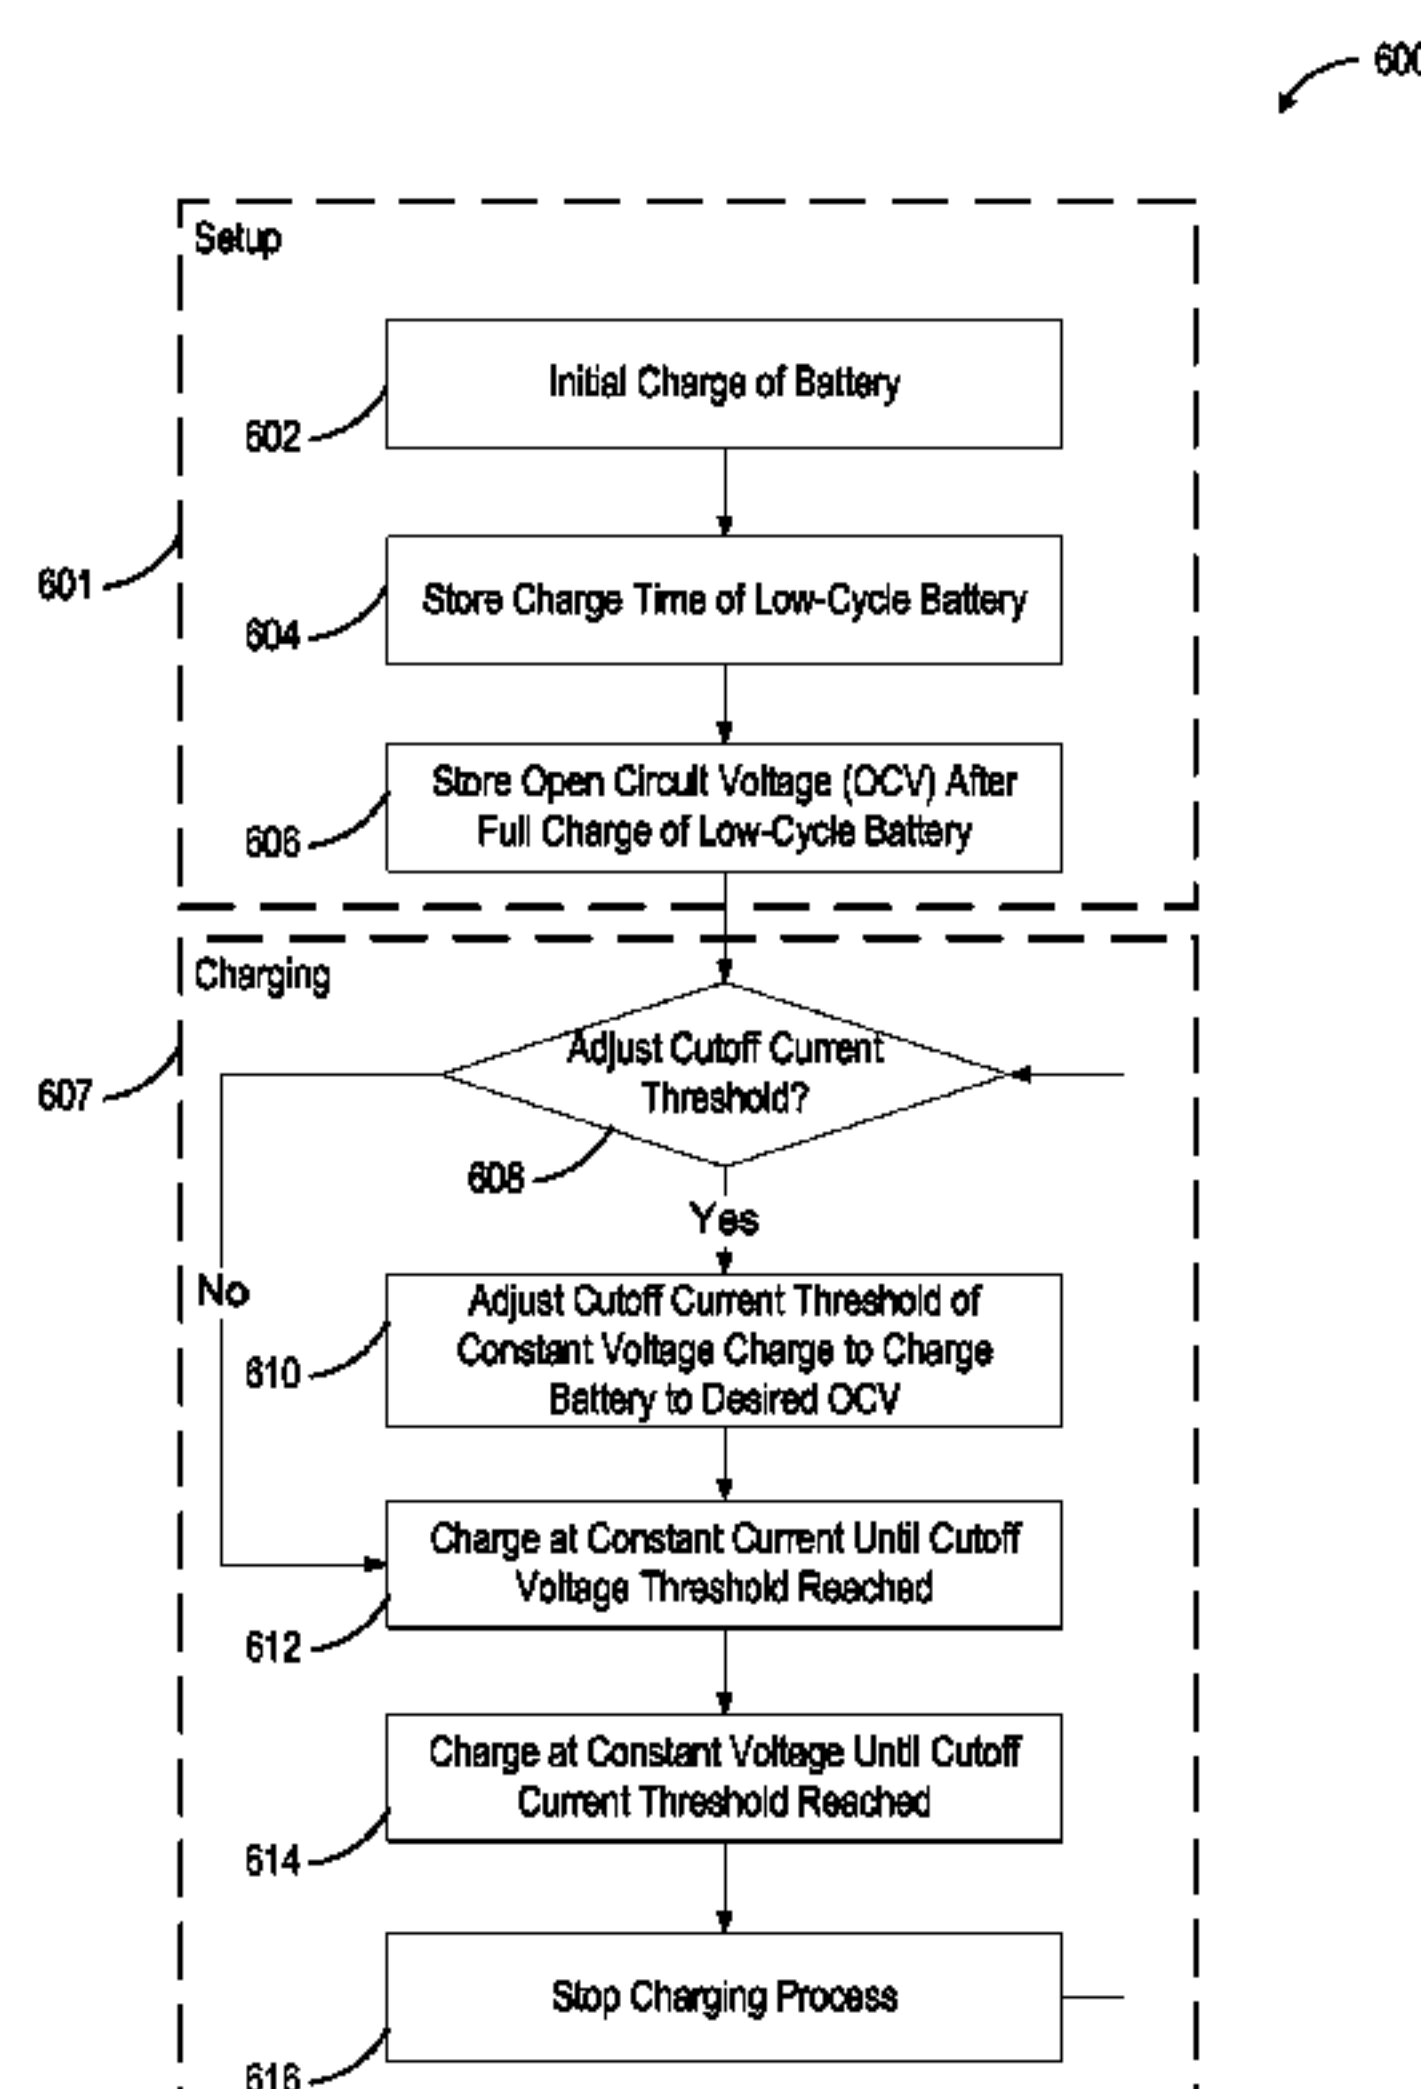 600
Setup
Initial Charge of Battery
602
Store Charge Time of Low-Cycle Battery
601
604
Store Open Circuit Voltage (OCV) After
Full Charge of Low-Cycle Battery
606
Charging
Adjust Cutoff Current
Threshold?
607
608
Yes
No
Adjust Cutoff Current Threshold of
Constant Voltage Charge to Charge
Battery to Desired OCV
610
Charge at Constant Current Until Cutoff
Voltage Threshold Reached
612
Charge at Constant Voltage Until Cutoff
Current Threshold Reached
614
Stop Charging Process
616